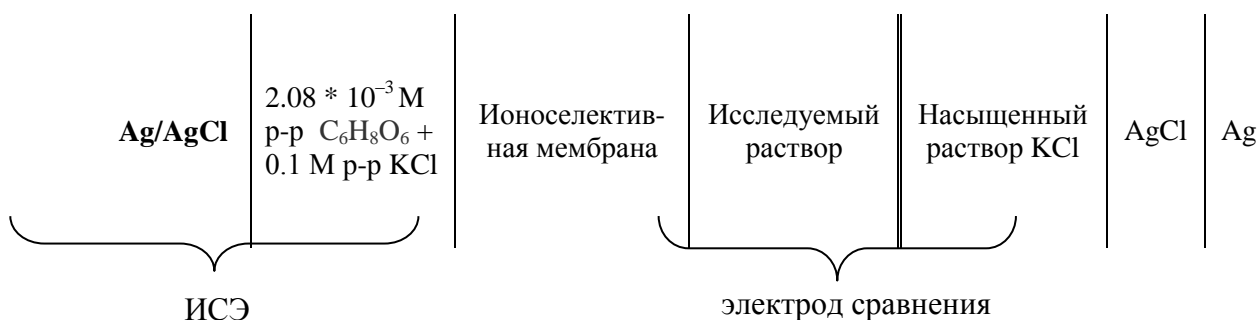 Ag/AgCl
2.08 * 10⁻³ М
р-р C₆H₈O₆ +
0.1 М р-р KCl
Ионоселектив-
ная мембрана
Исследуемый
раствор
Насыщенный
раствор KCl
AgCl
Ag
ИСЭ
электрод сравнения